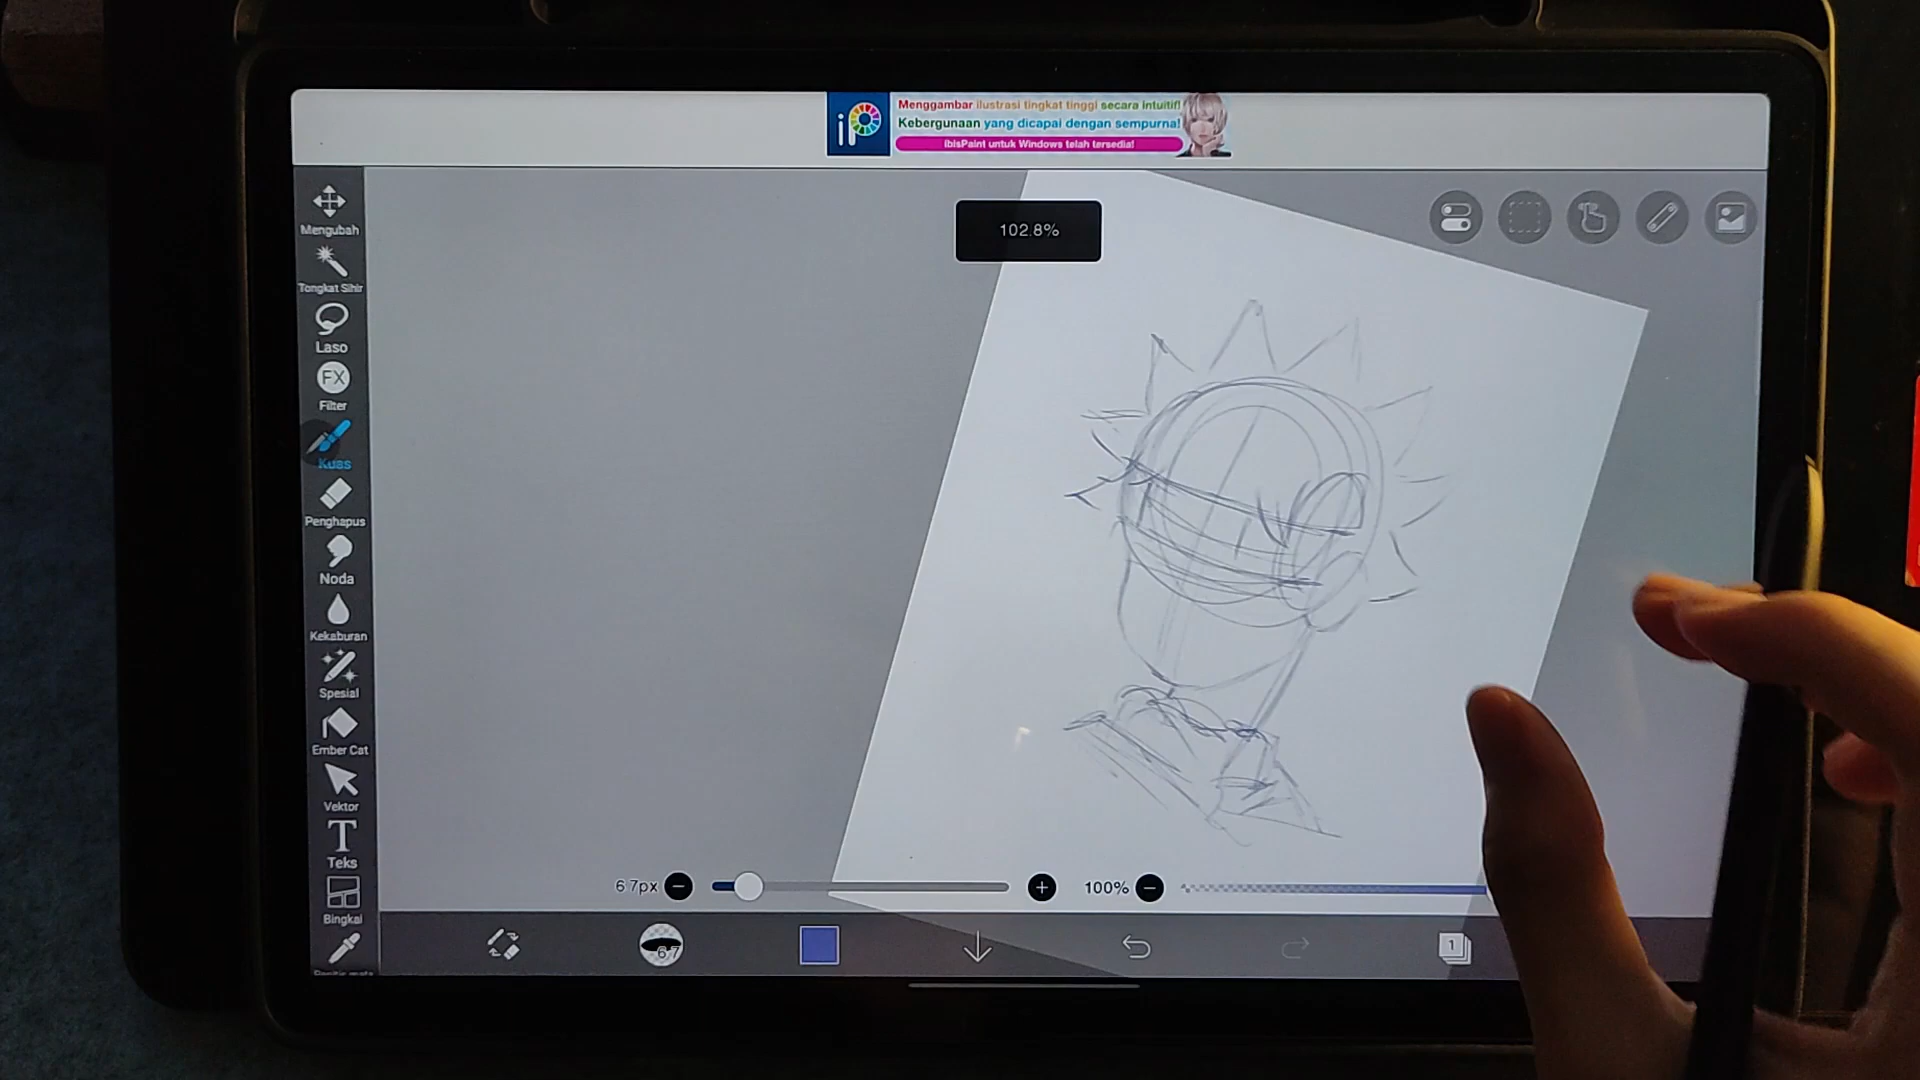 iP
Menggambar ilustrasi tingkat tinggi secara intuitif!
Kebergunaan yang dicapai dengan sempurna!
ibisPaint untuk Windows telah tersedia!
102.8%
Mengubah
Tongkat Sihir
Laso
FX
Filter
Kuas
Penghapus
Noda
Kekaburan
Spesial
Ember Cat
Vektor
T
Teks
Bingkai
6.7px
100%
6.7
1